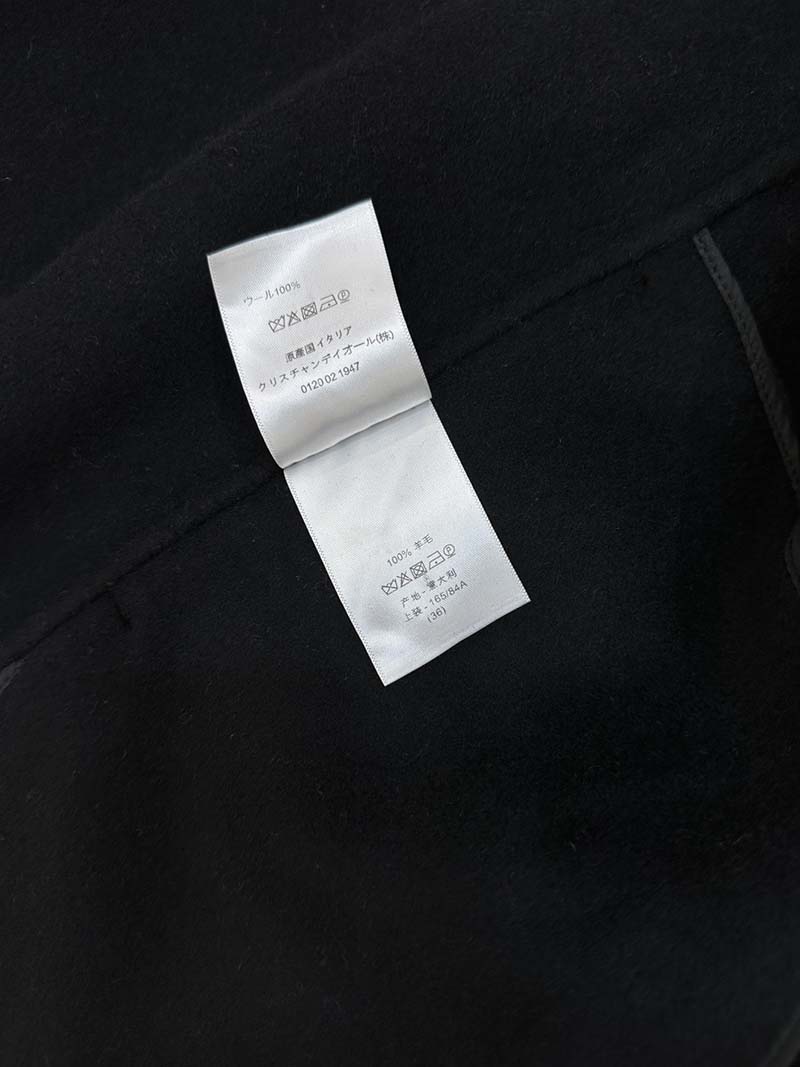 ウール100%
原産国イタリア
クリスチャンディオール(株)
0120 02 1947
100% 羊毛
产地 - 意大利
上装 - 165/84A
(36)